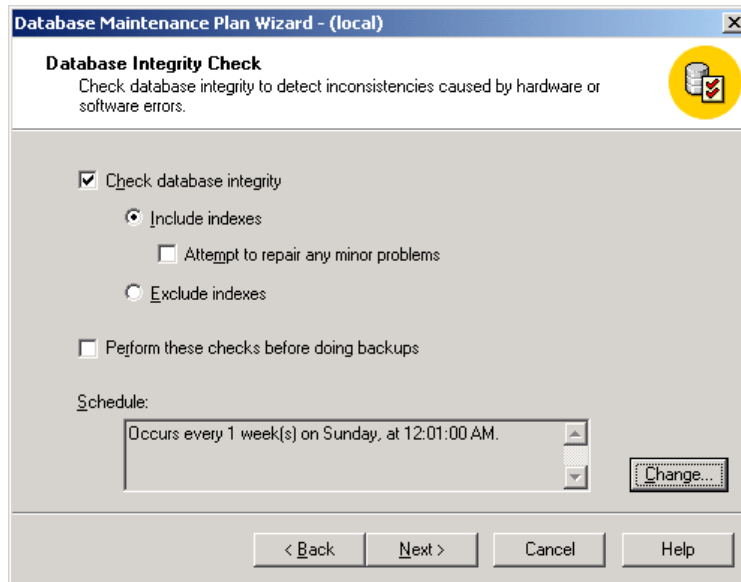 Database Maintenance Plan Wizard - (local)
Database Integrity Check
Check database integrity to detect inconsistencies caused by hardware or
software errors.
Check database integrity
Include indexes
Attempt to repair any minor problems
Exclude indexes
Perform these checks before doing backups
Schedule:
Occurs every 1 week(s) on Sunday, at 12:01:00 AM.
Change...
< Back
Next >
Cancel
Help